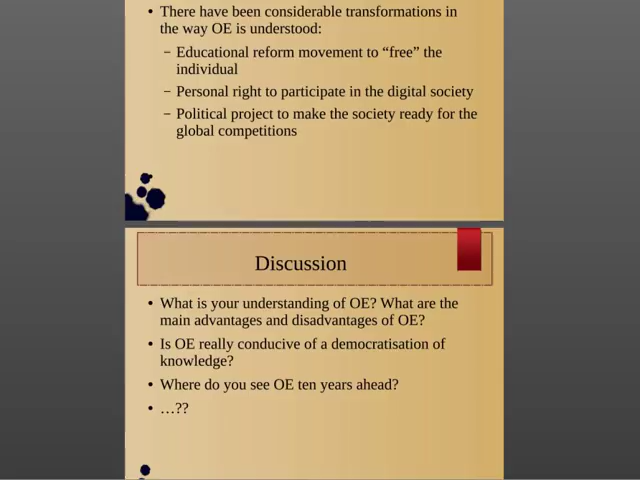 • There have been considerable transformations in
the way OE is understood:
– Educational reform movement to “free” the
individual
– Personal right to participate in the digital society
– Political project to make the society ready for the
global competitions
Discussion
• What is your understanding of OE? What are the
main advantages and disadvantages of OE?
• Is OE really conducive of a democratisation of
knowledge?
• Where do you see OE ten years ahead?
• …??